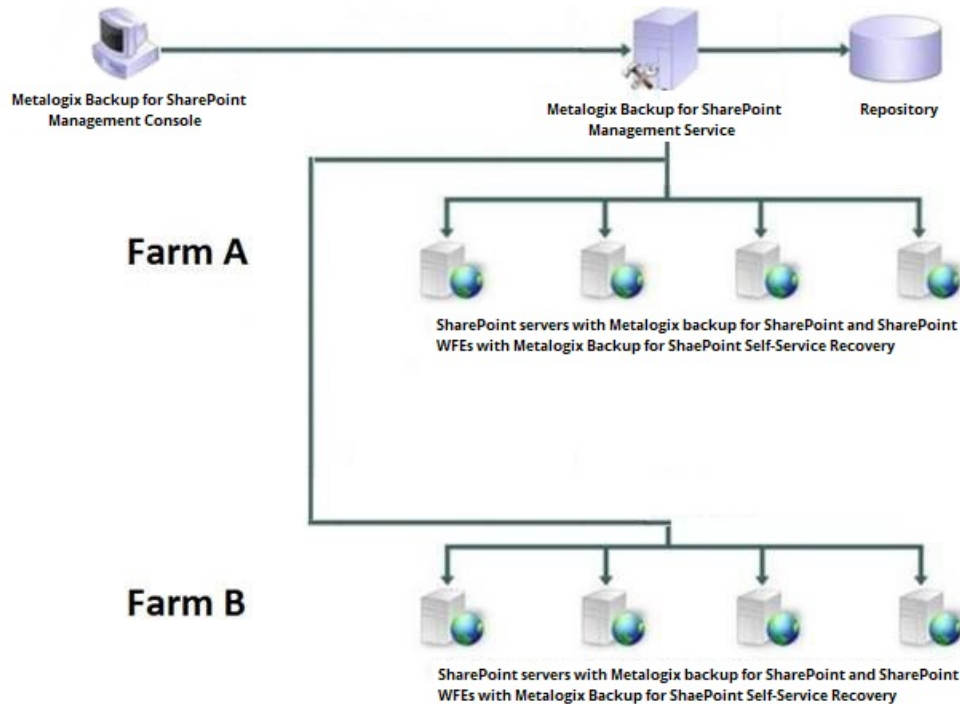 Metalogix Backup for SharePoint
Management Console
Metalogix Backup for SharePoint
Management Service
Repository
Farm A
SharePoint servers with Metalogix backup for SharePoint and SharePoint
WFEs with Metalogix Backup for ShaePoint Self-Service Recovery
Farm B
SharePoint servers with Metalogix backup for SharePoint and SharePoint
WFEs with Metalogix Backup for ShaePoint Self-Service Recovery